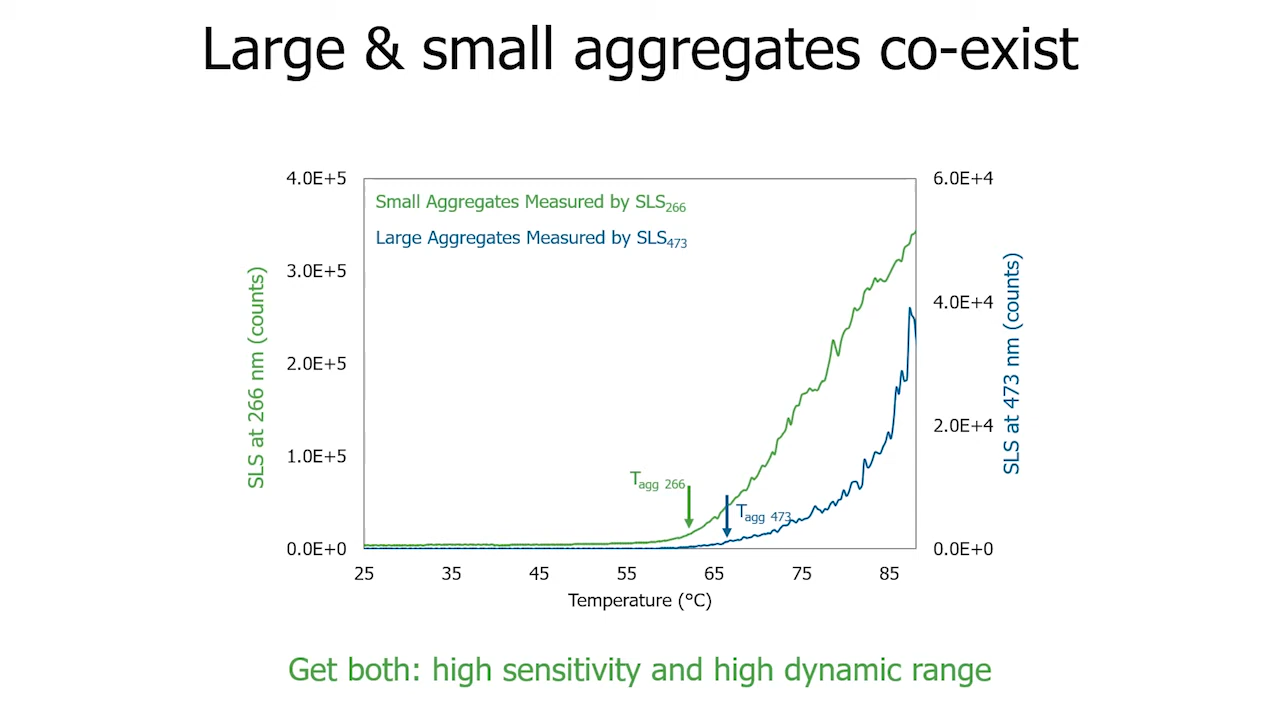 Large & small aggregates co-exist
4.0E+5
3.0E+5
2.0E+5
1.0E+5
0.0E+0
SLS at 266 nm (counts)
Small Aggregates Measured by SLS266
Large Aggregates Measured by SLS473
Tagg 266
Tagg 473
6.0E+4
4.0E+4
2.0E+4
0.0E+0
SLS at 473 nm (counts)
25 35 45 55 65 75 85
Temperature (°C)
Get both: high sensitivity and high dynamic range